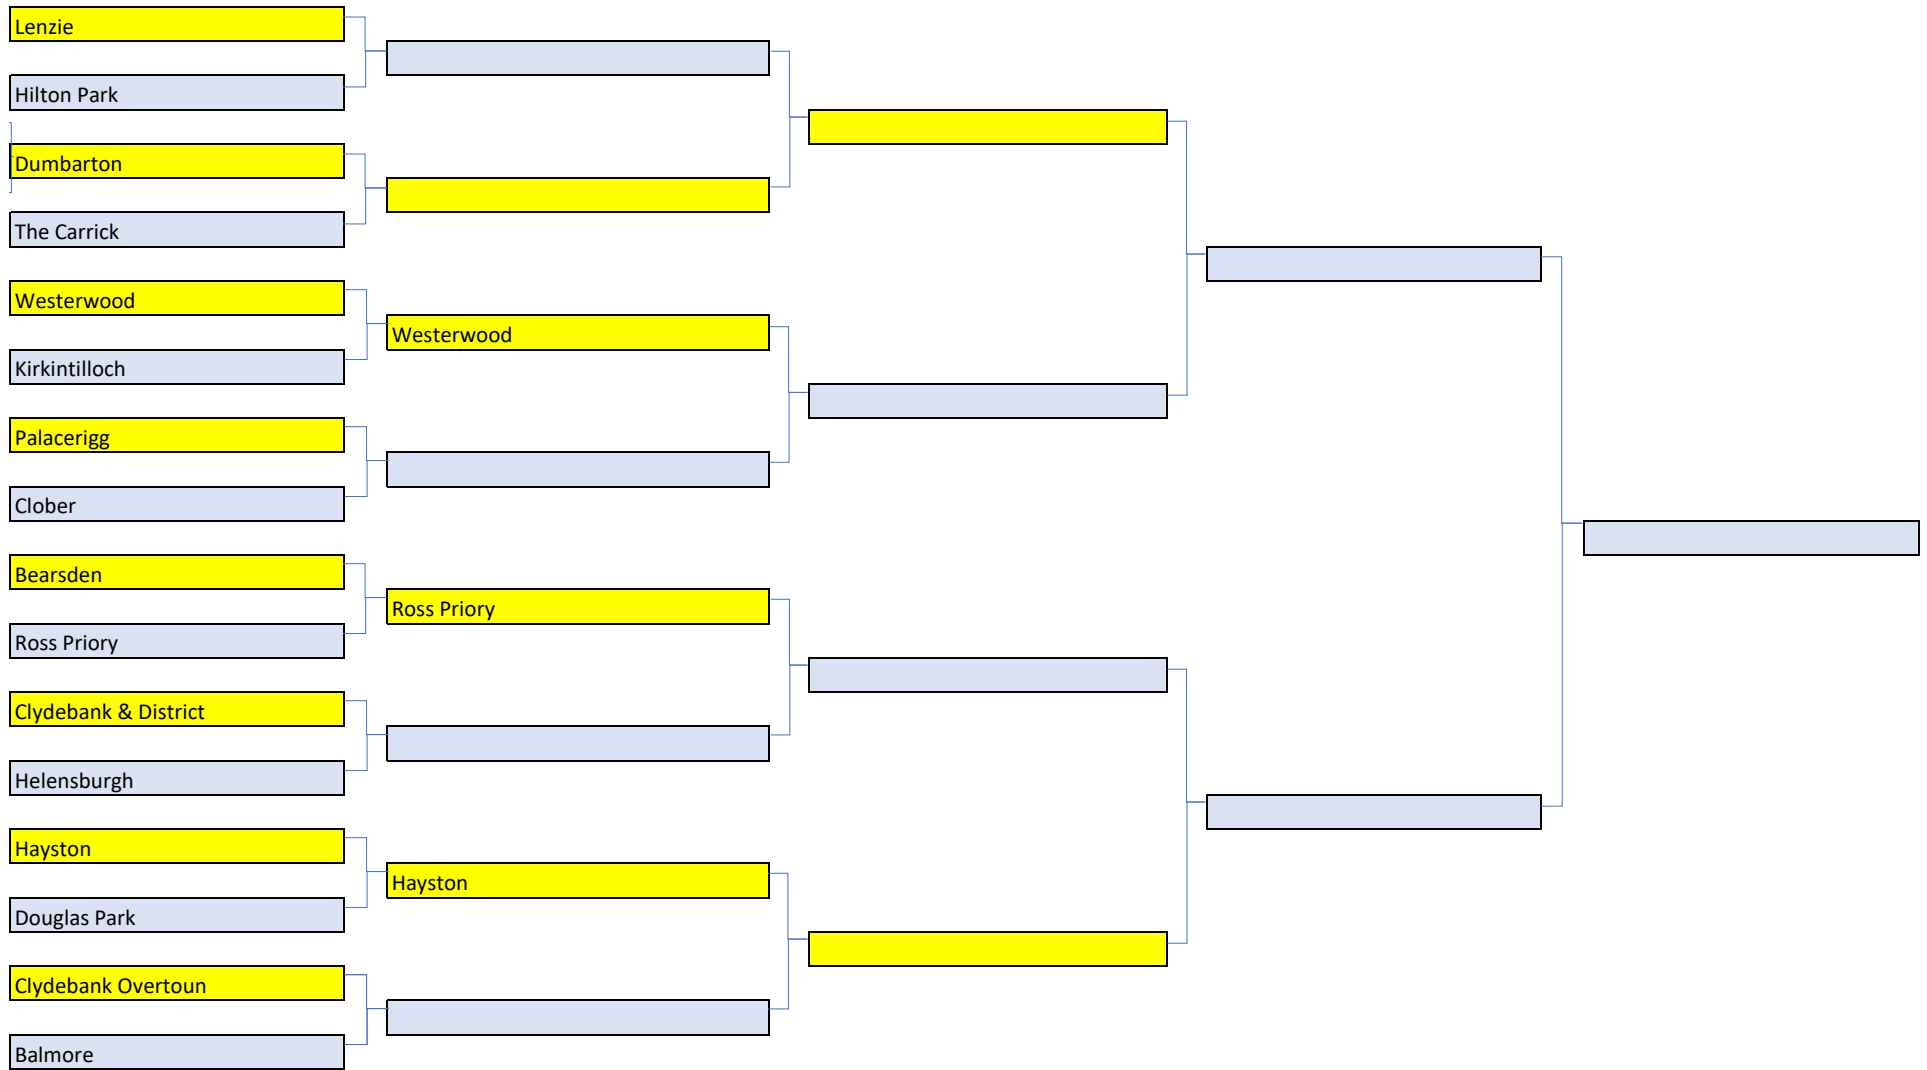 Lenzie
Hilton Park
Dumbarton
The Carrick
Westerwood
Westerwood
Kirkintilloch
Palacerigg
Clober
Bearsden
Ross Priory
Ross Priory
Clydebank & District
Helensburgh
Hayston
Hayston
Douglas Park
Clydebank Overtoun
Balmore